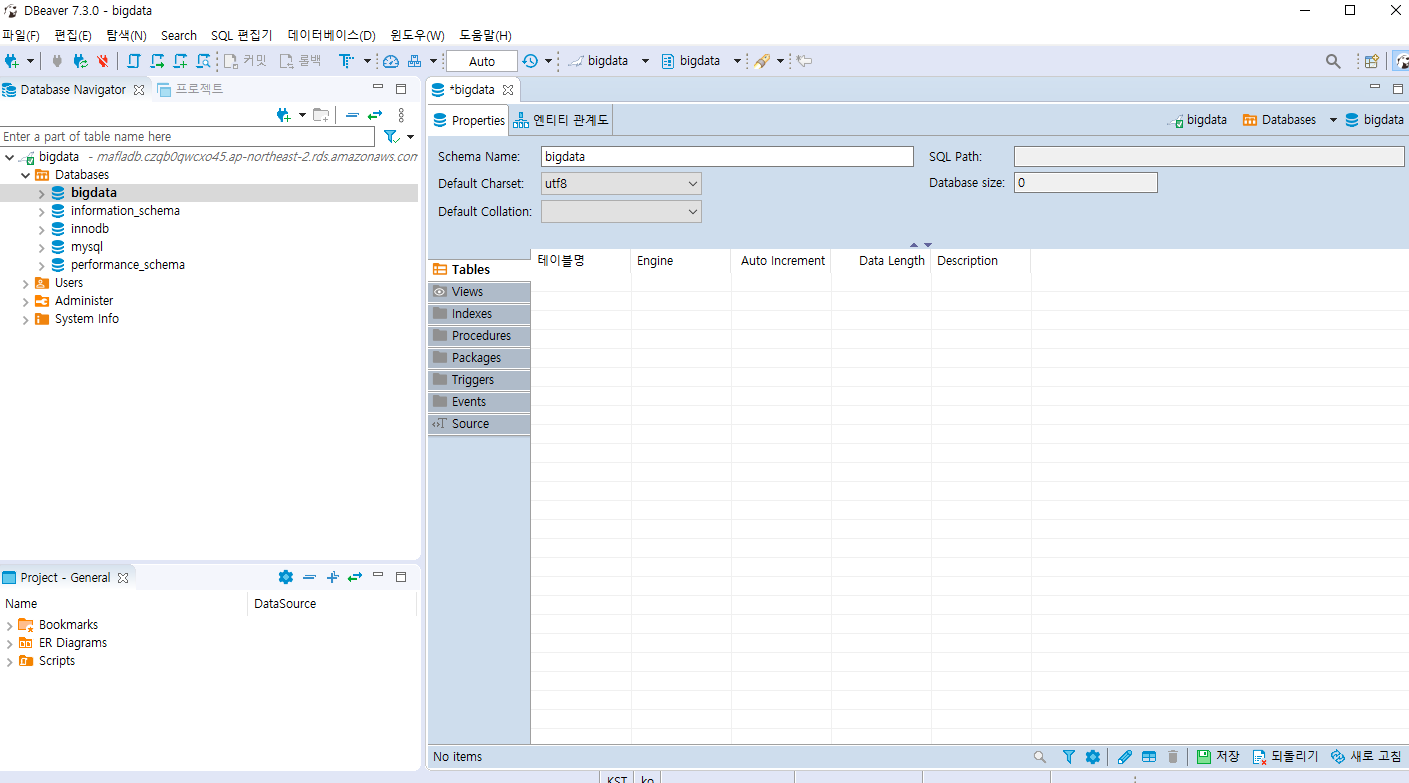 DBeaver 7.3.0 - bigdata
파일(F) 편집(E) 탐색(N) Search SQL 편집기 데이터베이스(D) 윈도우(W) 도움말(H)
커밋 롤백 Auto bigdata bigdata
Database Navigator 프로젝트
Enter a part of table name here
bigdata - mafladb.czqb0qwcxo45.ap-northeast-2.rds.amazonaws.com
Databases
bigdata
information_schema
innodb
mysql
performance_schema
Users
Administer
System Info
Project - General
Name DataSource
Bookmarks
ER Diagrams
Scripts
*bigdata
Properties 엔티티 관계도 bigdata Databases bigdata
Schema Name: bigdata SQL Path:
Default Charset: utf8 Database size: 0
Default Collation:
테이블명 Engine Auto Increment Data Length Description
Tables
Views
Indexes
Procedures
Packages
Triggers
Events
Source
No items 저장 되돌리기 새로 고침
KST ko